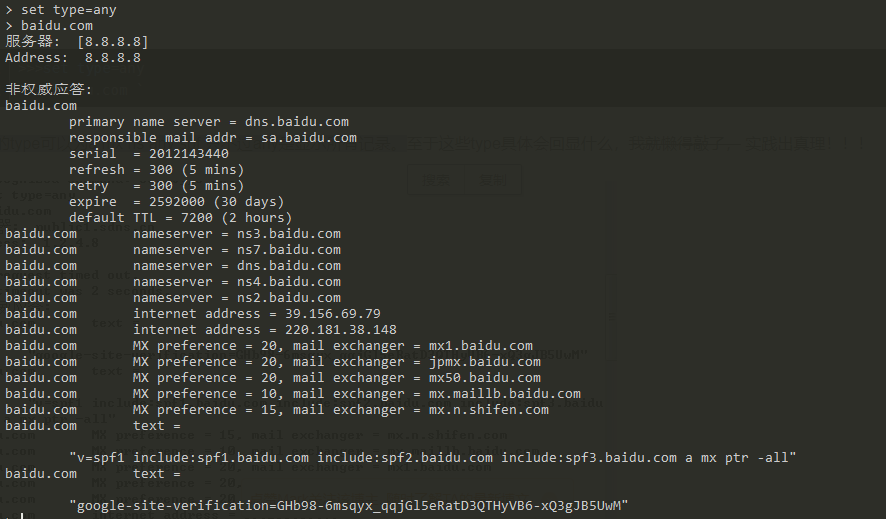 > set type=any
> baidu.com
服务器:  [8.8.8.8]
Address:  8.8.8.8
非权威应答:
baidu.com
primary name server = dns.baidu.com
responsible mail addr = sa.baidu.com
serial  = 2012143440
refresh = 300 (5 mins)
retry   = 300 (5 mins)
expire  = 2592000 (30 days)
default TTL = 7200 (2 hours)
baidu.com       nameserver = ns3.baidu.com
baidu.com       nameserver = ns7.baidu.com
baidu.com       nameserver = dns.baidu.com
baidu.com       nameserver = ns4.baidu.com
baidu.com       nameserver = ns2.baidu.com
baidu.com       internet address = 39.156.69.79
baidu.com       internet address = 220.181.38.148
baidu.com       MX preference = 20, mail exchanger = mx1.baidu.com
baidu.com       MX preference = 20, mail exchanger = jpmx.baidu.com
baidu.com       MX preference = 20, mail exchanger = mx50.baidu.com
baidu.com       MX preference = 10, mail exchanger = mx.maillb.baidu.com
baidu.com       MX preference = 15, mail exchanger = mx.n.shifen.com
baidu.com       text =
"v=spf1 include:spf1.baidu.com include:spf2.baidu.com include:spf3.baidu.com a mx ptr -all"
baidu.com       text =
"google-site-verification=GHb98-6msqyx_qqjGl5eRatD3QTHyVB6-xQ3gJB5UwM"